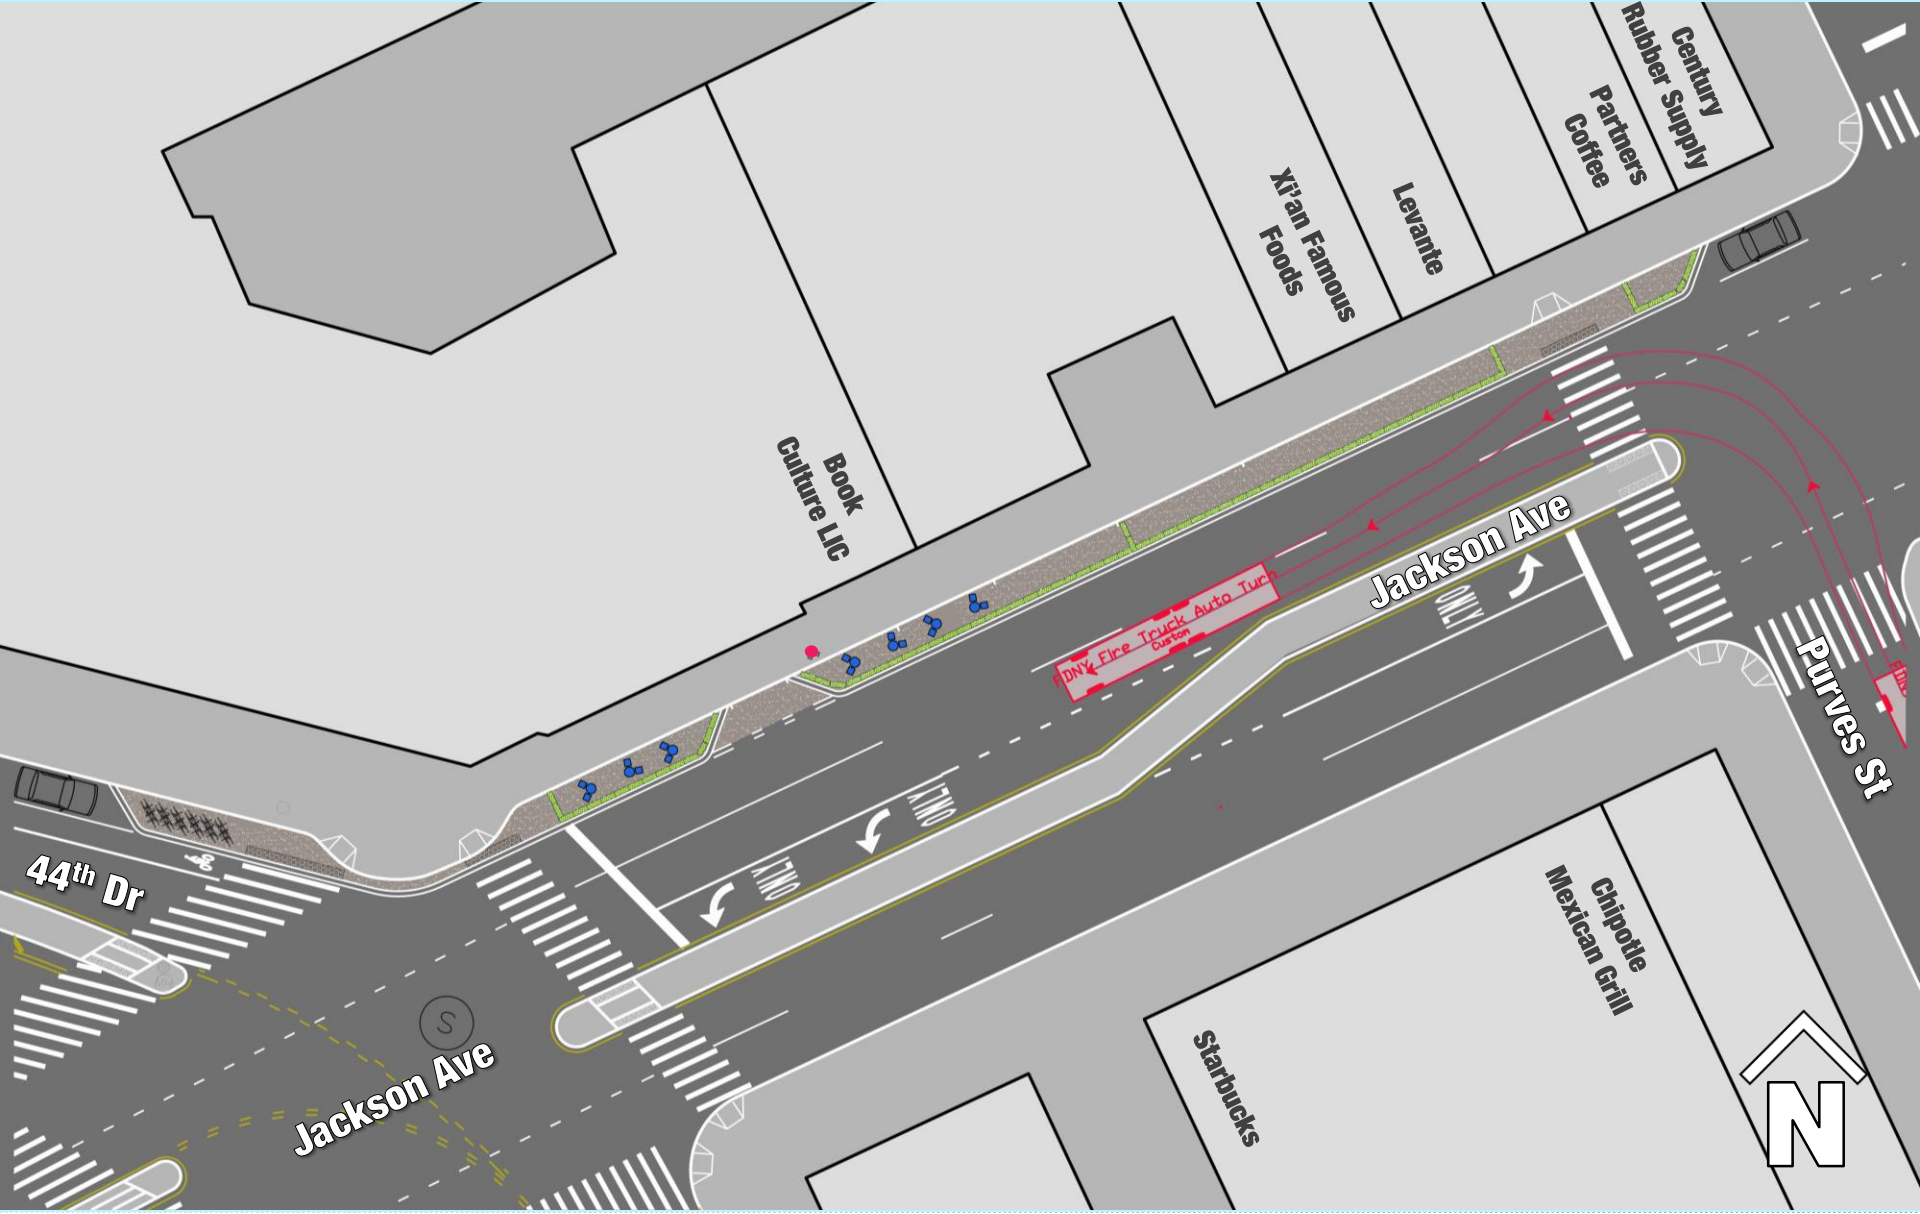 Century
Rubber Supply
Partners
Coffee
Levante
Xi'an Famous
Foods
Book
Culture LIC
Jackson Ave
ONLY
FDNY Fire Truck Auto Turn
Custom
Purves St
ONLY
ONLY
44th Dr
S
Jackson Ave
Chipotle
Mexican Grill
Starbucks
N